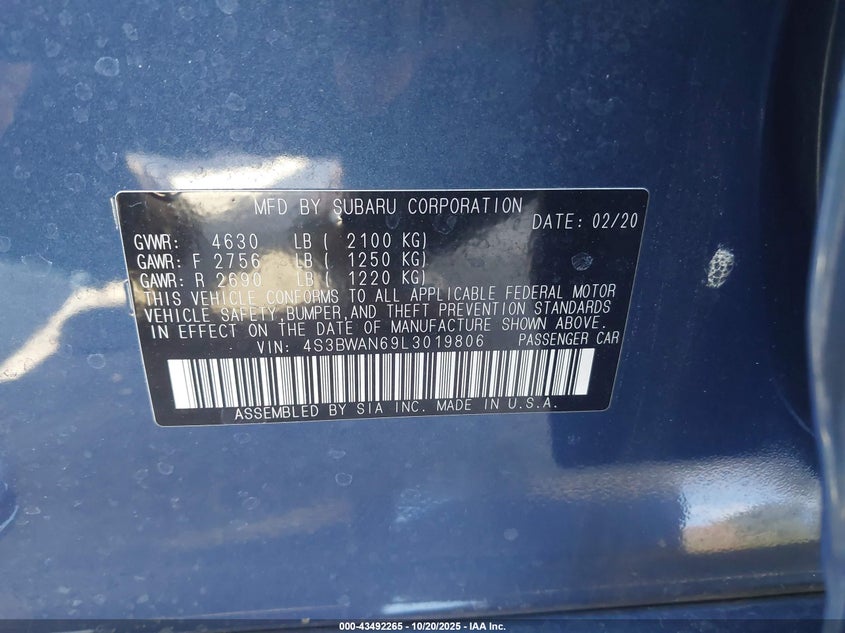 MFD BY SUBARU CORPORATION
DATE: 02/20
GVWR: 4630 LB ( 2100 KG)
GAWR: F 2756 LB ( 1250 KG)
GAWR: R 2690 LB ( 1220 KG)
THIS VEHICLE CONFORMS TO ALL APPLICABLE FEDERAL MOTOR
VEHICLE SAFETY,BUMPER,AND THEFT PREVENTION STANDARDS
IN EFFECT ON THE DATE OF MANUFACTURE SHOWN ABOVE.
VIN: 4S3BWAN69L3019806 PASSENGER CAR
ASSEMBLED BY SIA INC. MADE IN U.S.A.
000-43492265 - 10/20/2025 - IAA Inc.